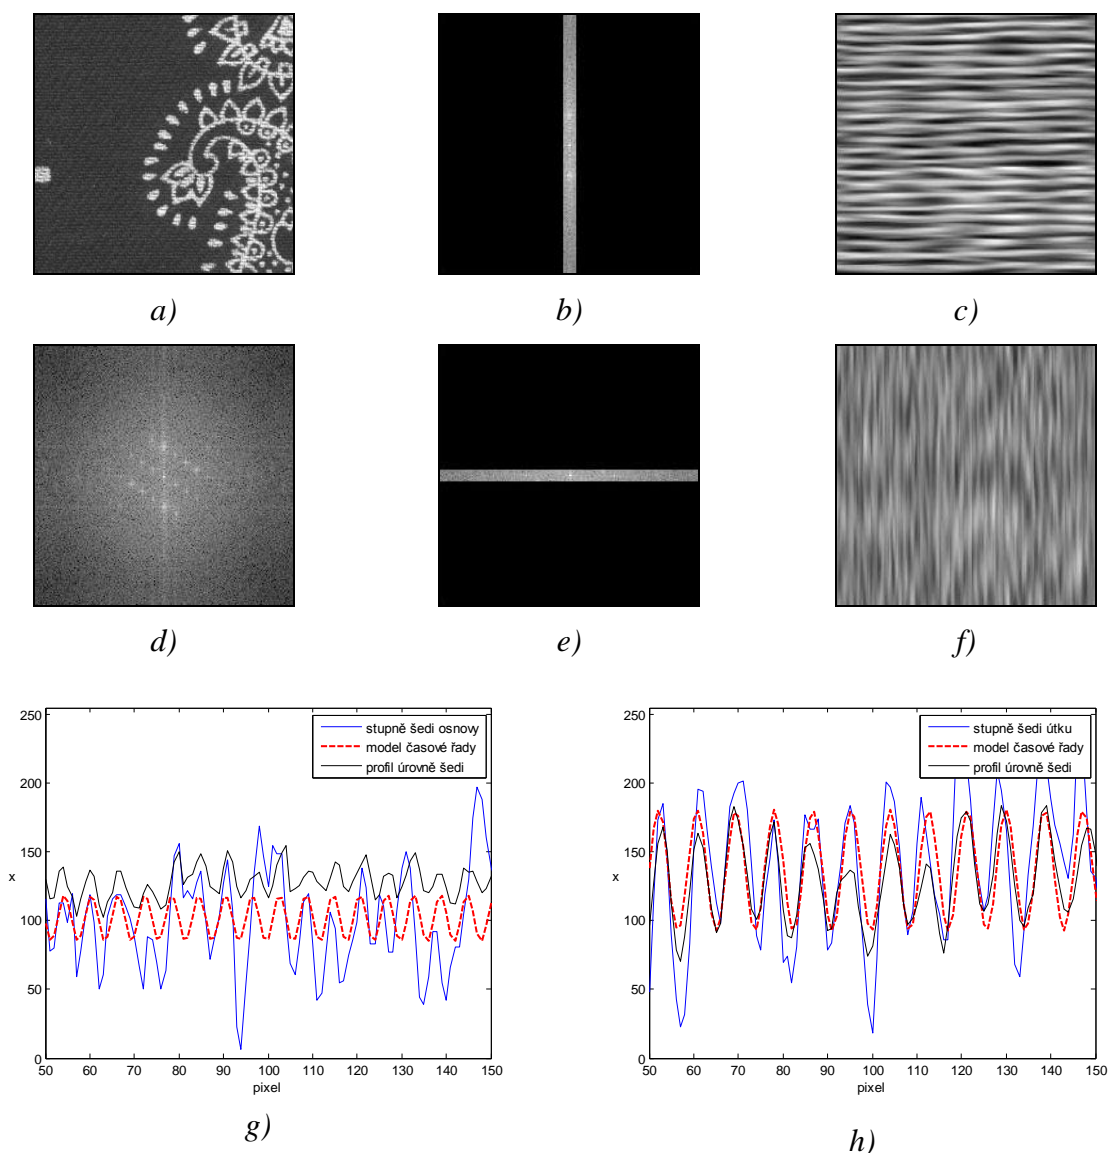 a)
b)
c)
d)
e)
f)
250
200
150
100
50
0
x
stupně šedi osnovy
model časové řady
profil úrovně šedi
50 60 70 80 90 100 110 120 130 140 150
pixel
g)
250
200
150
100
50
0
x
stupně šedi útku
model časové řady
profil úrovně šedi
50 60 70 80 90 100 110 120 130 140 150
pixel
h)